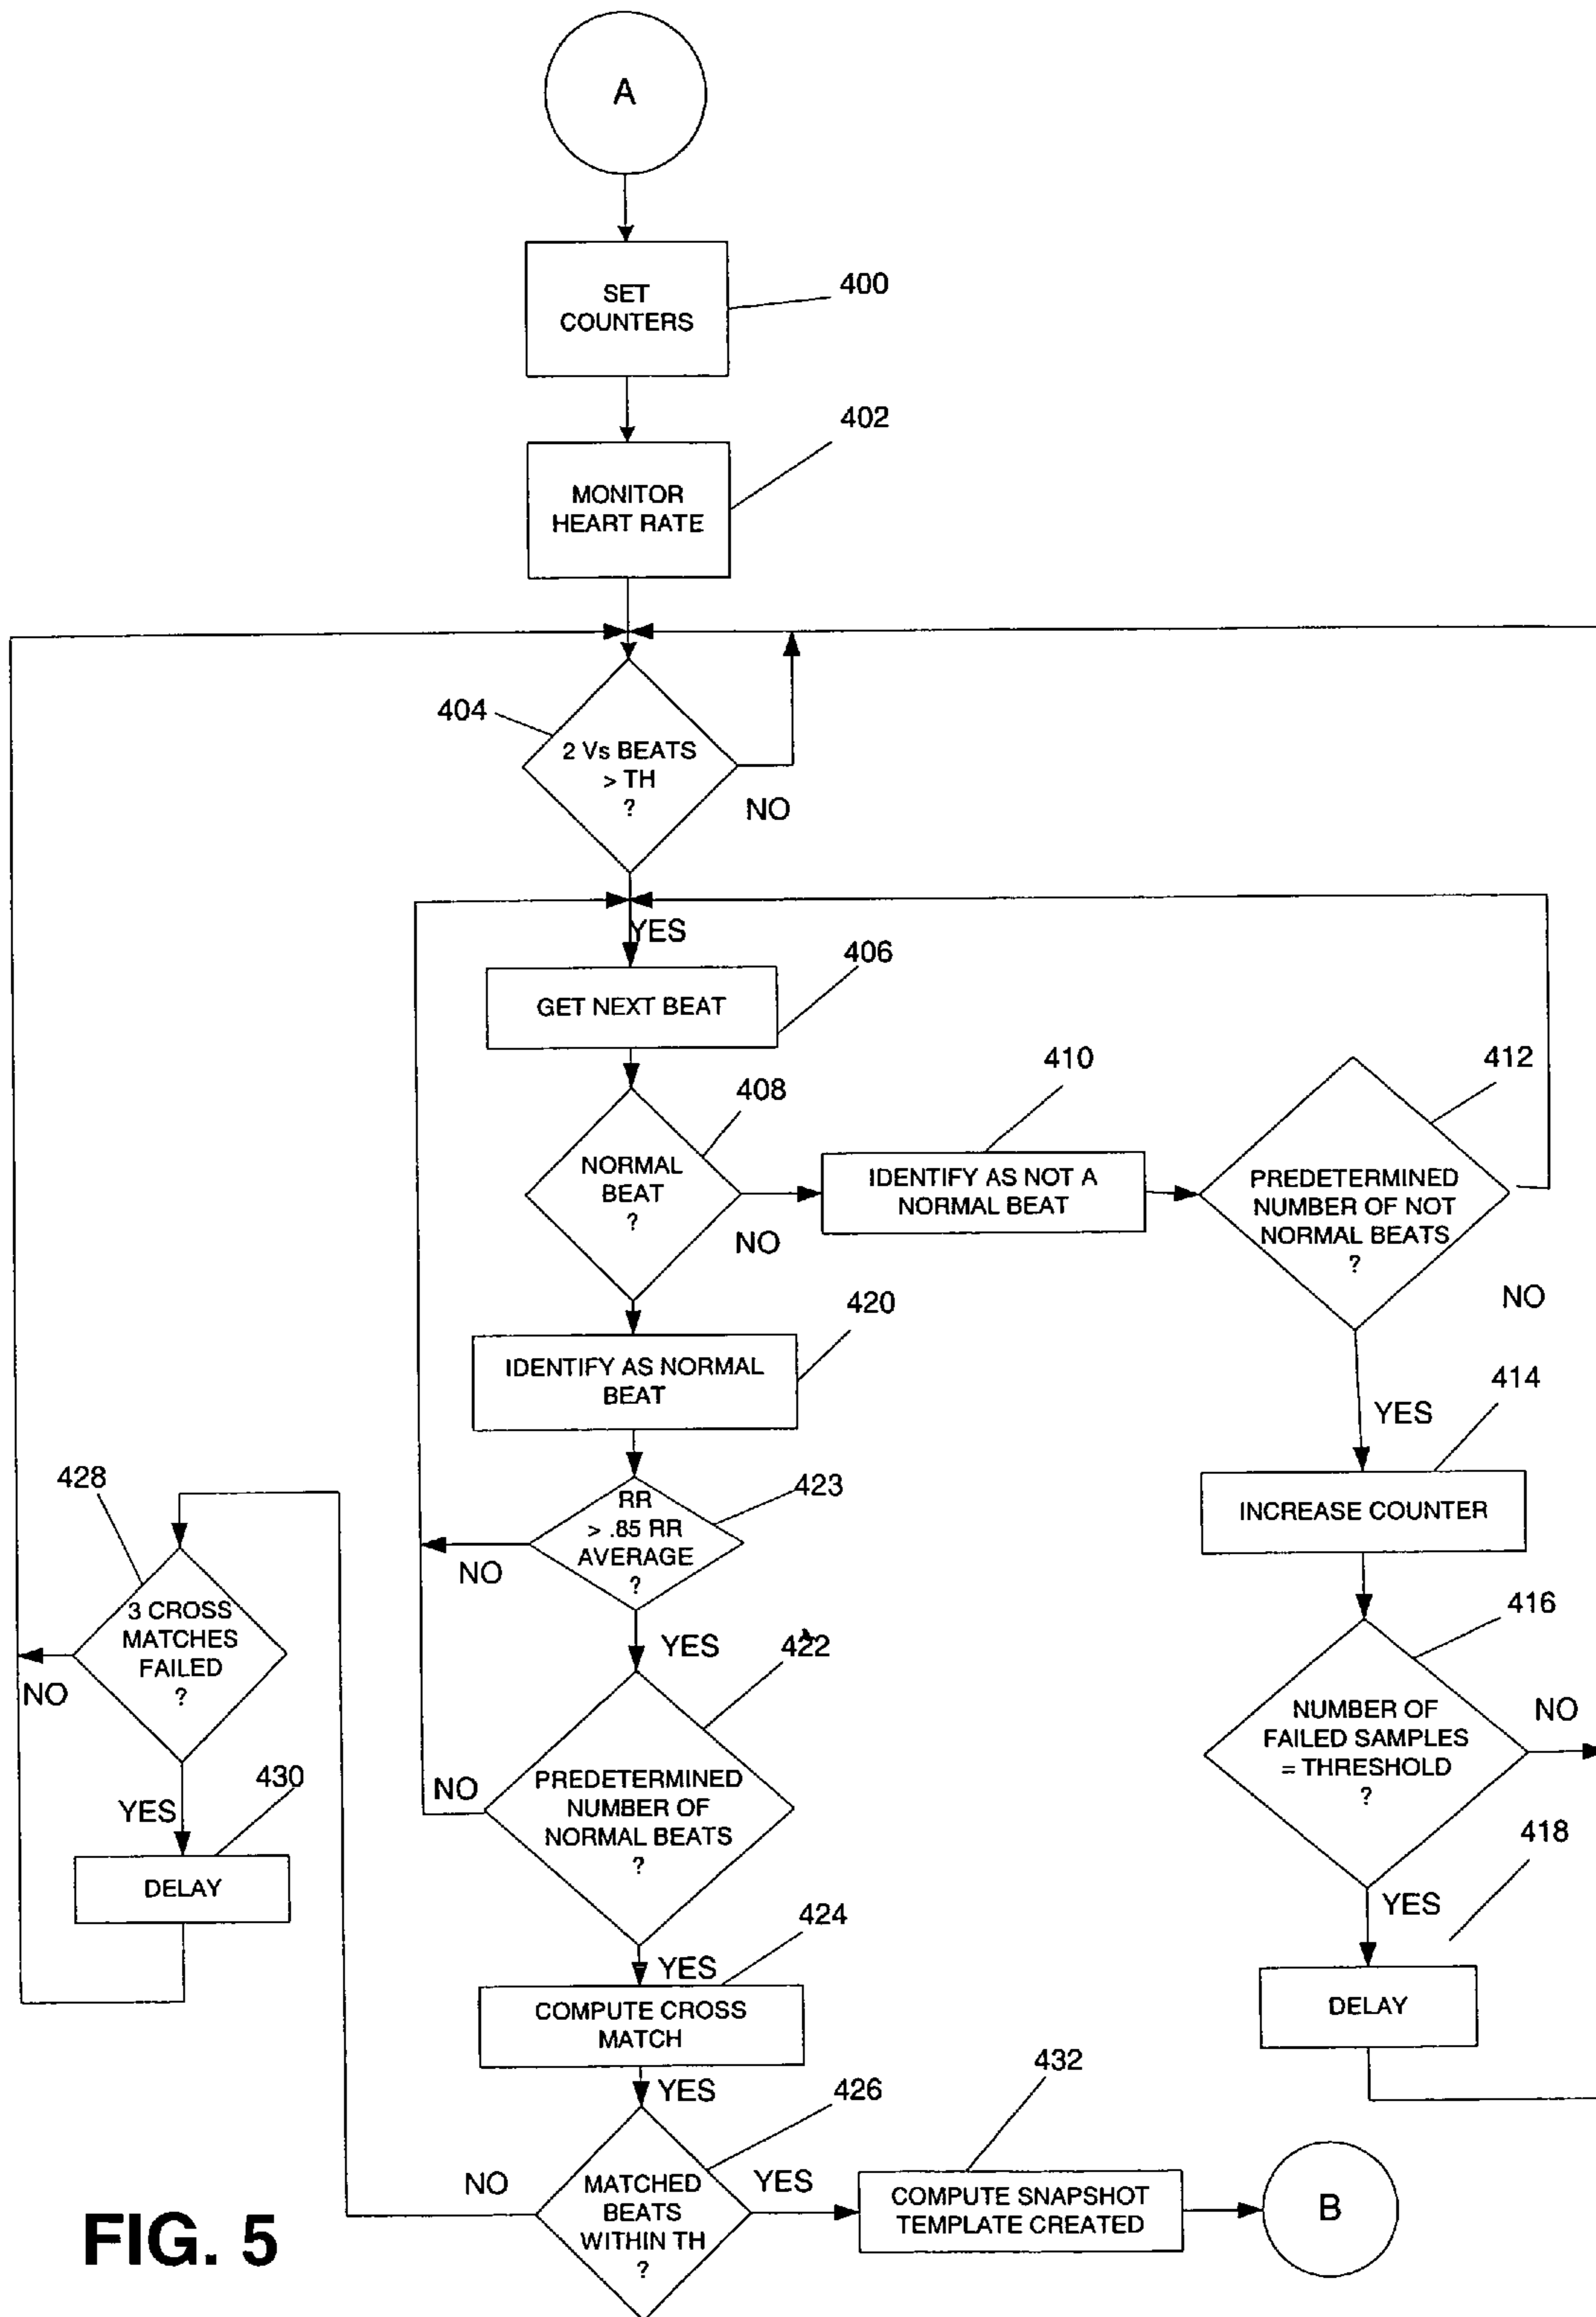 A
SET
COUNTERS
400
MONITOR
HEART RATE
402
404
2 Vs BEATS
> TH
?
NO
YES
GET NEXT BEAT
406
NORMAL
BEAT
?
408
NO
IDENTIFY AS NOT A
NORMAL BEAT
410
PREDETERMINED
NUMBER OF NOT
NORMAL BEATS
?
412
NO
YES
IDENTIFY AS NORMAL
BEAT
420
INCREASE COUNTER
414
RR
> .85 RR
AVERAGE
?
423
NO
YES
428
3 CROSS
MATCHES
FAILED
?
NO
YES
430
DELAY
PREDETERMINED
NUMBER OF
NORMAL BEATS
?
422
NO
YES
NUMBER OF
FAILED SAMPLES
= THRESHOLD
?
416
NO
YES
DELAY
418
COMPUTE CROSS
MATCH
424
YES
MATCHED
BEATS
WITHIN TH
?
426
NO
YES
COMPUTE SNAPSHOT
TEMPLATE CREATED
432
B
FIG. 5